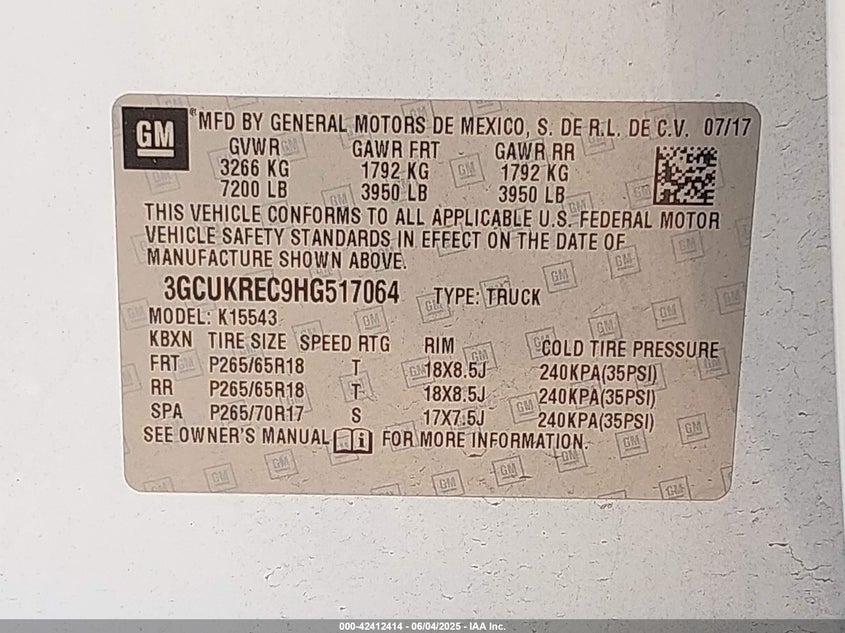 GM ® MFD BY GENERAL MOTORS DE MEXICO, S. DE R.L. DE C.V. 07/17
GVWR GAWR FRT GAWR RR
3266 KG 1792 KG 1792 KG
7200 LB 3950 LB 3950 LB
THIS VEHICLE CONFORMS TO ALL APPLICABLE U.S. FEDERAL MOTOR
VEHICLE SAFETY STANDARDS IN EFFECT ON THE DATE OF
MANUFACTURE SHOWN ABOVE.
3GCUKREC9HG517064 TYPE: TRUCK
MODEL: K15543
KBXN TIRE SIZE SPEED RTG RIM COLD TIRE PRESSURE
FRT P265/65R18 T 18X8.5J 240KPA(35PSI)
RR P265/65R18 T 18X8.5J 240KPA(35PSI)
SPA P265/70R17 S 17X7.5J 240KPA(35PSI)
SEE OWNER'S MANUAL i FOR MORE INFORMATION.
000-42412414 - 06/04/2025 - IAA Inc.